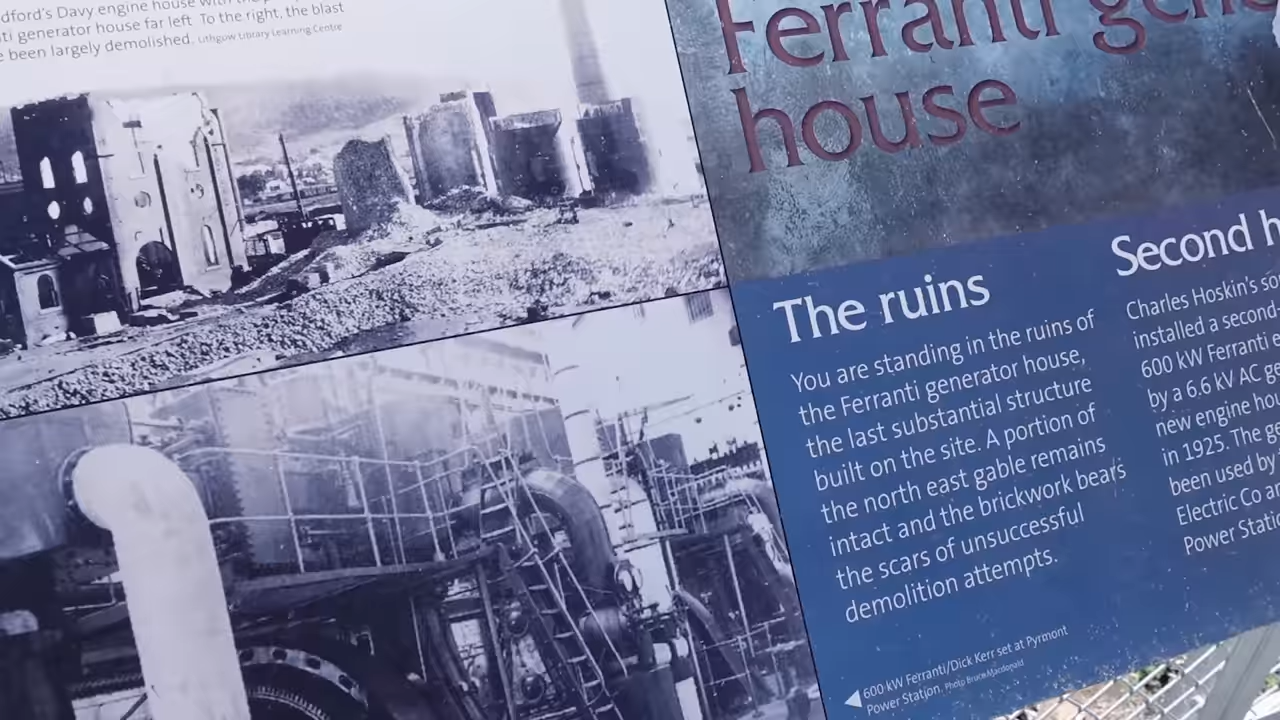 Davy engine house with
generator house far left. To the right, the blast
been largely demolished. Lithgow Library Learning Centre
Ferranti
house
The ruins
You are standing in the ruins of
the Ferranti generator house,
the last substantial structure
built on the site. A portion of
the north east gable remains
intact and the brickwork bears
the scars of unsuccessful
demolition attempts.
600 kW Ferranti/Dick Kerr set at Pyrmont
Power Station. Photo Bruce Macdonald
Second
Charles Hoskin's
installed a second
600 kW Ferranti
by a 6.6 kV AC
new engine
in 1925. The
been used by
Electric Co
Power